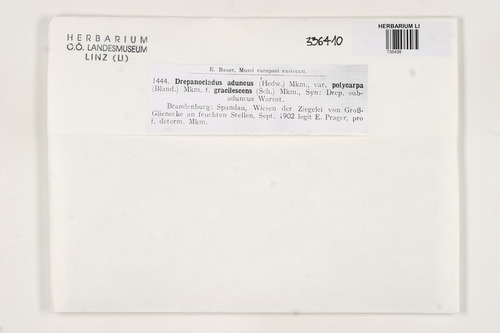 HERBARIUM
O.Ö. LANDESMUSEUM
LINZ (LI)
336410
HERBARIUM LI
735438
E. Bauer, Musci europaei exsiccati.
1444. Drepanocladus aduncus (Hedw.) Mkm., var. polycarpa
(Bland.) Mkm. f. gracilescens (Sch.) Mkm., Syn: Drep. sub-
aduncus Warnst.
Brandenburg: Spandau, Wiesen der Ziegelei von Groß-
Glienecke an feuchten Stellen, Sept. 1902 legit E. Prager, pro
f. determ. Mkm.